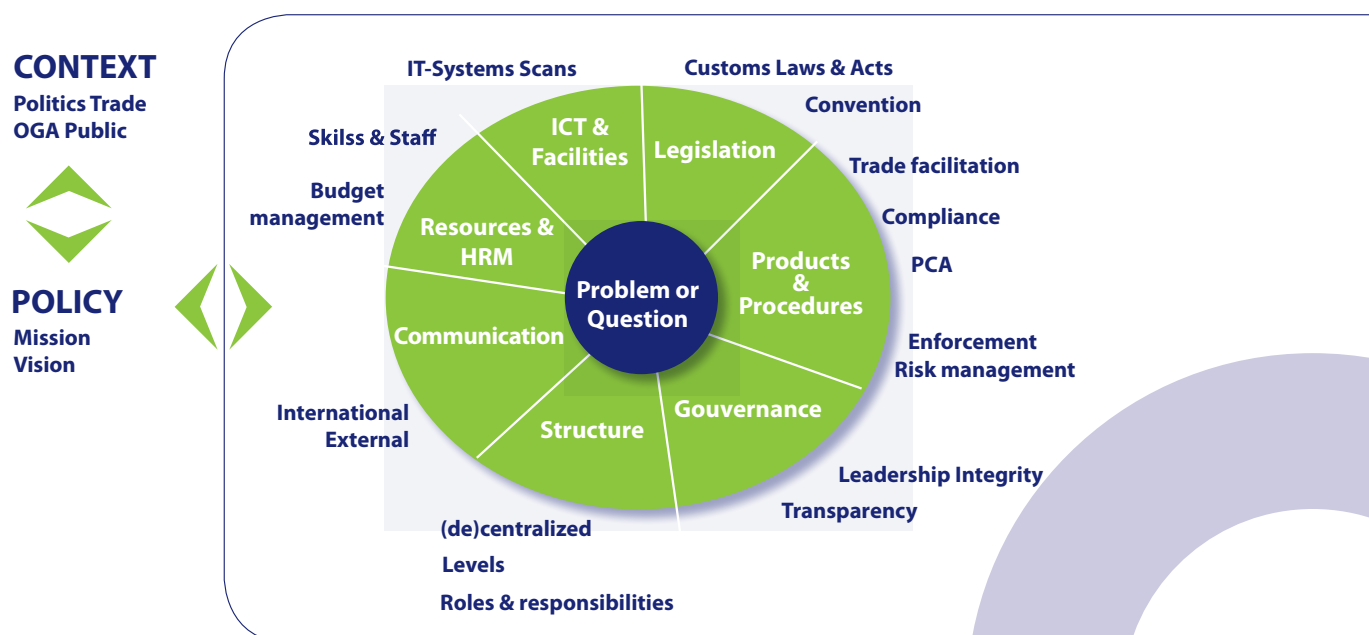 CONTEXT
Politics Trade
OGA Public
POLICY
Mission
Vision
IT-Systems Scans
Customs Laws & Acts
Convention
Skilss & Staff
Trade facilitation
Budget
management
Compliance
PCA
Enforcement
Risk management
International
External
Leadership Integrity
Transparency
(de)centralized
Levels
Roles & responsibilities
ICT &
Facilities
Legislation
Resources &
HRM
Products
&
Procedures
Communication
Structure
Gouvernance
Problem or
Question